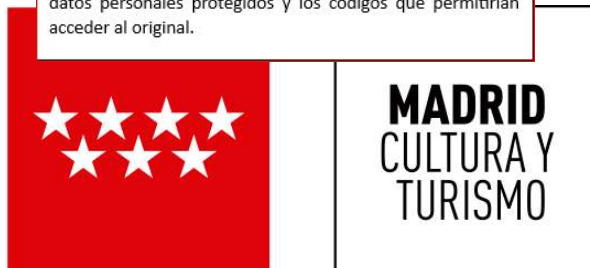 datos personales protegidos y los códigos que permitirían
acceder al original.
MADRID
CULTURA Y
TURISMO